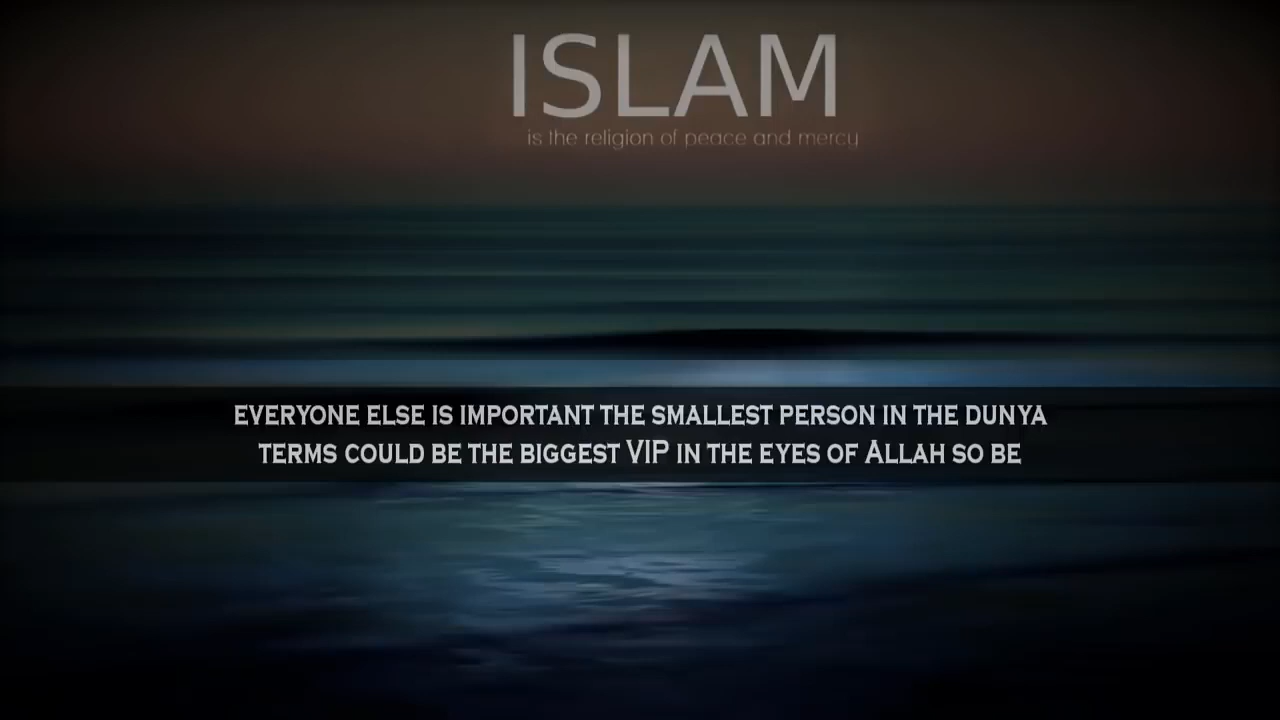 ISLAM
is the religion of peace and mercy
EVERYONE ELSE IS IMPORTANT THE SMALLEST PERSON IN THE DUNYA
TERMS COULD BE THE BIGGEST VIP IN THE EYES OF ALLAH SO BE